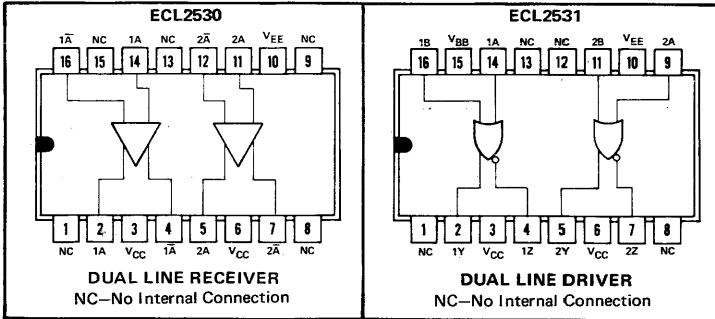 ECL2530
1A̅ NC 1A NC 2A̅ 2A VEE NC
16 15 14 13 12 11 10 9
1 2 3 4 5 6 7 8
NC 1A VCC 1A̅ 2A VCC 2A̅ NC
DUAL LINE RECEIVER
NC—No Internal Connection
ECL2531
1B VBB 1A NC NC 2B VEE 2A
16 15 14 13 12 11 10 9
1 2 3 4 5 6 7 8
NC 1Y VCC 1Z 2Y VCC 2Z NC
DUAL LINE DRIVER
NC—No Internal Connection